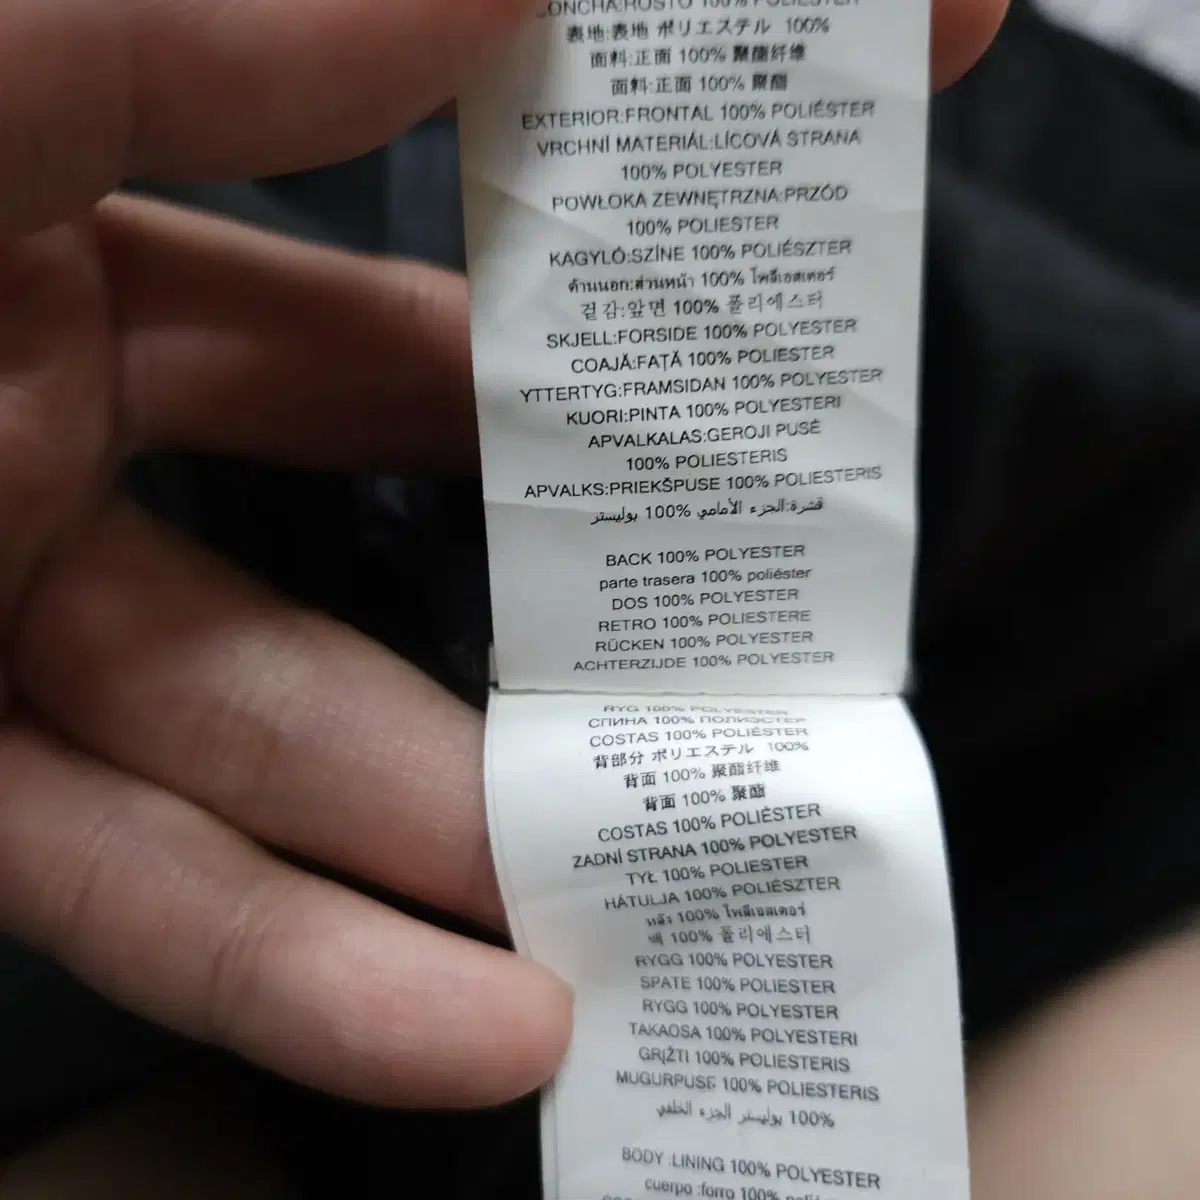 CONCHA:ROSTO 100% POLIÉSTER
表地:表地 ポリエステル 100%
面料:正面 100% 聚酯纤维
面料:正面 100% 聚酯
EXTERIOR:FRONTAL 100% POLIÉSTER
VRCHNÍ MATERIÁL:LÍCOVÁ STRANA
100% POLYESTER
POWŁOKA ZEWNĘTRZNA:PRZÓD
100% POLIESTER
KAGYLÓ:SZÍNE 100% POLIÉSZTER
ด้านนอก:ส่วนหน้า 100% โพลีเอสเตอร์
겉감:앞면 100% 폴리에스터
SKJELL:FORSIDE 100% POLYESTER
COAJĂ:FAȚĂ 100% POLIESTER
YTTERTYG:FRAMSIDAN 100% POLYESTER
KUORI:PINTA 100% POLYESTERI
APVALKALAS:GEROJI PUSĖ
100% POLIESTERIS
APVALKS:PRIEKŠPUSE 100% POLIESTERIS
قشرة:الجزء الأمامي 100% بوليستر
BACK 100% POLYESTER
parte trasera 100% poliéster
DOS 100% POLYESTER
RETRO 100% POLIESTERE
RÜCKEN 100% POLYESTER
ACHTERZIJDE 100% POLYESTER
RYG 100% POLYESTER
СПИНА 100% ПОЛИЭСТЕР
COSTAS 100% POLIÉSTER
背部分 ポリエステル 100%
背面 100% 聚酯纤维
背面 100% 聚酯
COSTAS 100% POLIÉSTER
ZADNÍ STRANA 100% POLYESTER
TYŁ 100% POLIESTER
HÁTULJA 100% POLIÉSZTER
หลัง 100% โพลีเอสเตอร์
백 100% 폴리에스터
RYGG 100% POLYESTER
SPATE 100% POLIESTER
RYGG 100% POLYESTER
TAKAOSA 100% POLYESTERI
GRĮŽTI 100% POLIESTERIS
MUGURPUSE 100% POLIESTERIS
100% بوليستر الجزء الخلفي
BODY :LINING 100% POLYESTER
cuerpo :forro 100%